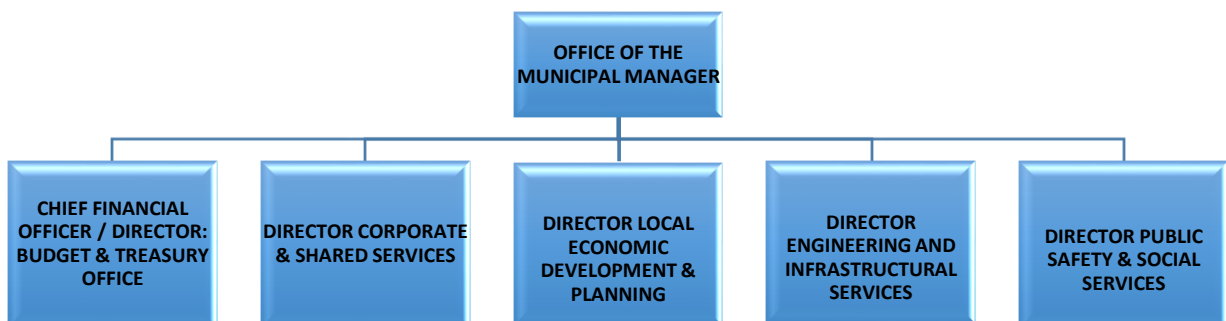 OFFICE OF THE
MUNICIPAL MANAGER
CHIEF FINANCIAL
OFFICER / DIRECTOR:
BUDGET & TREASURY
OFFICE
DIRECTOR CORPORATE
& SHARED SERVICES
DIRECTOR LOCAL
ECONOMIC
DEVELOPMENT &
PLANNING
DIRECTOR
ENGINEERING AND
INFRASTRUCTURAL
SERVICES
DIRECTOR PUBLIC
SAFETY & SOCIAL
SERVICES